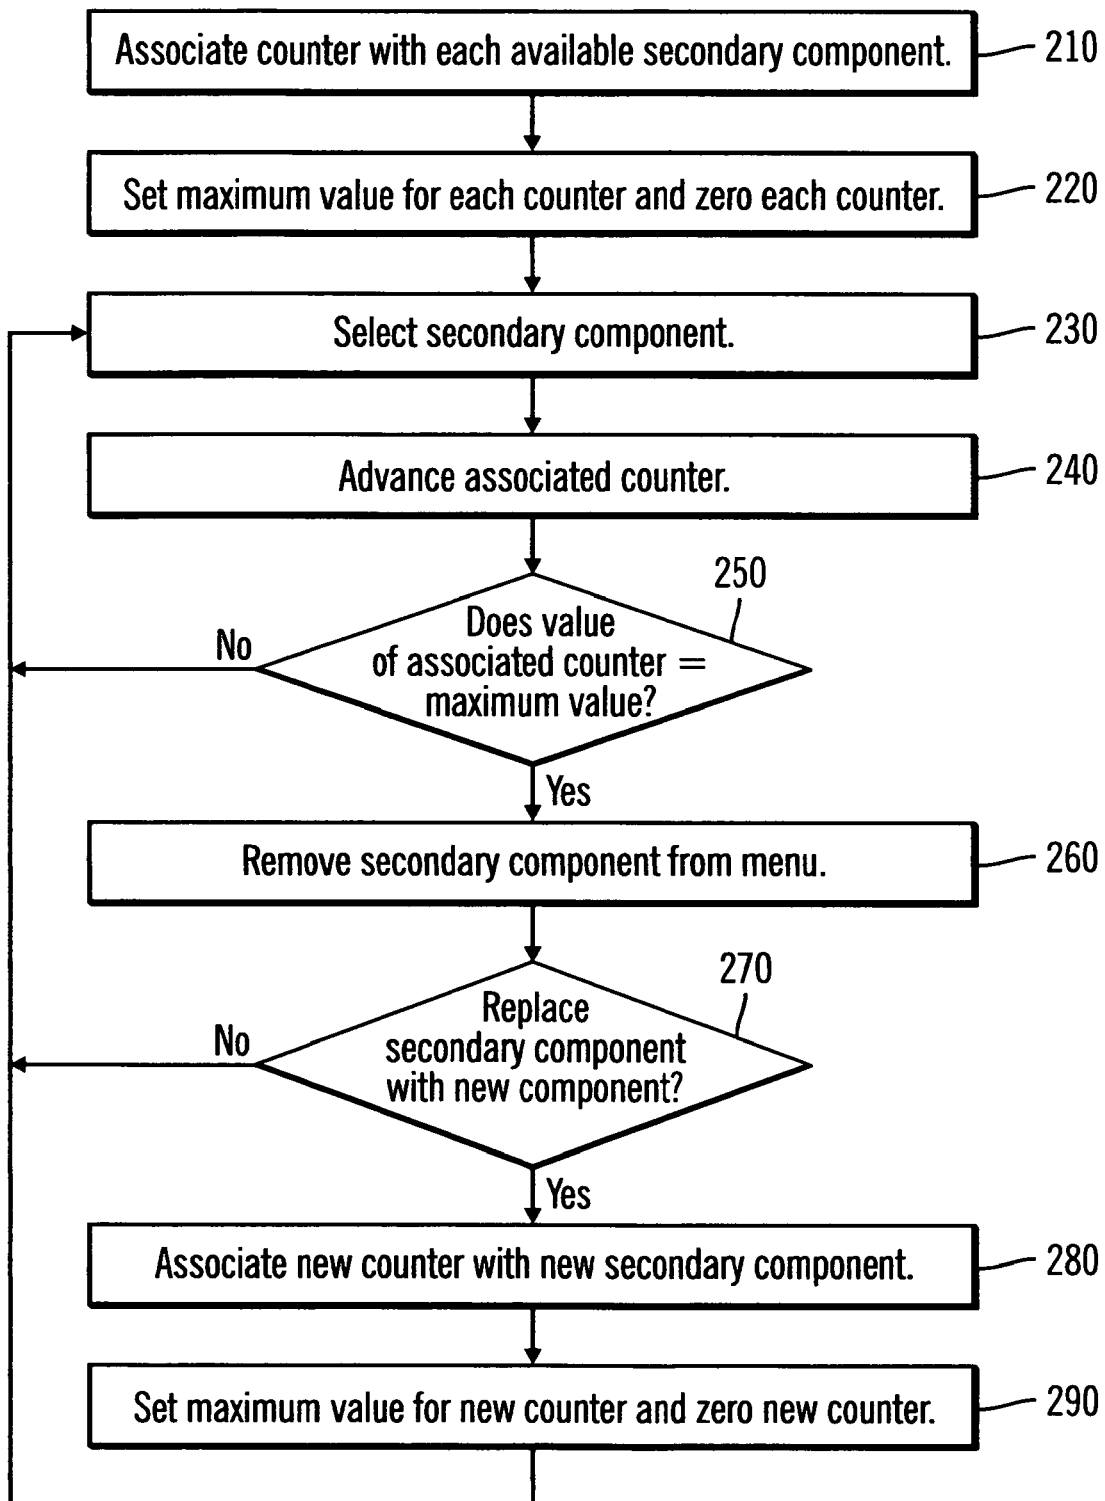 Associate counter with each available secondary component.
210
Set maximum value for each counter and zero each counter.
220
Select secondary component.
230
Advance associated counter.
240
250
Does value
of associated counter =
maximum value?
No
Yes
Remove secondary component from menu.
260
270
Replace
secondary component
with new component?
No
Yes
Associate new counter with new secondary component.
280
Set maximum value for new counter and zero new counter.
290